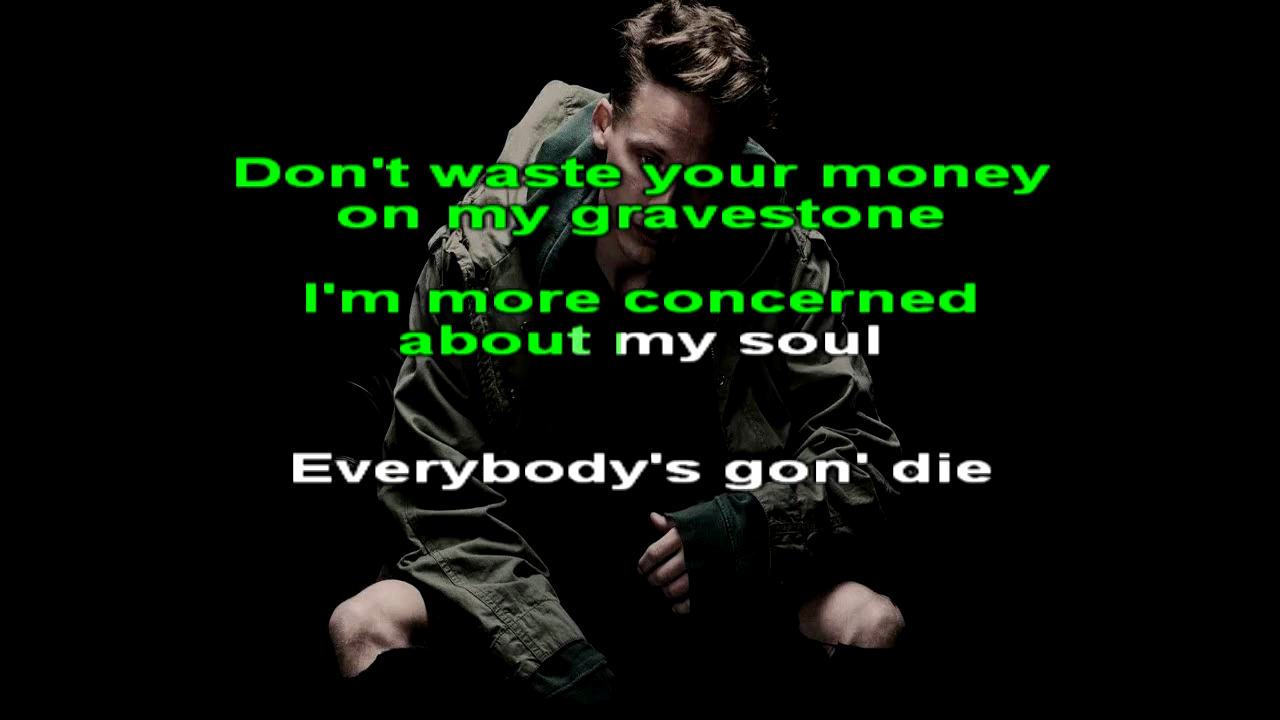 Don't waste your money
on my gravestone
I'm more concerned
about my soul
Everybody's gon' die